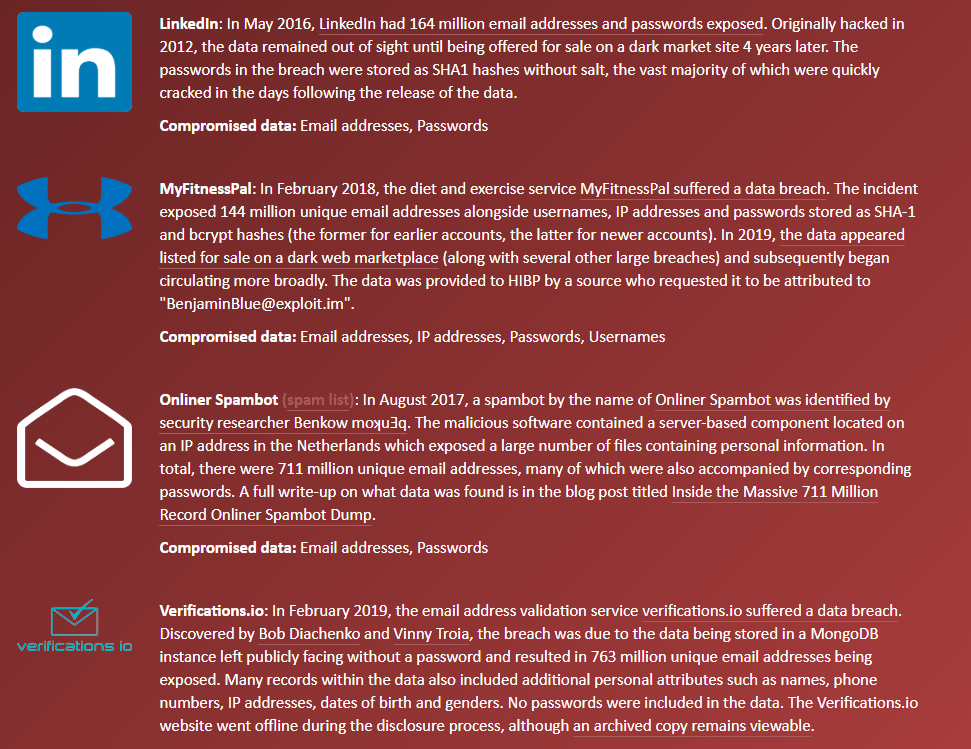 in
LinkedIn: In May 2016, LinkedIn had 164 million email addresses and passwords exposed. Originally hacked in
2012, the data remained out of sight until being offered for sale on a dark market site 4 years later. The
passwords in the breach were stored as SHA1 hashes without salt, the vast majority of which were quickly
cracked in the days following the release of the data.
Compromised data: Email addresses, Passwords
MyFitnessPal: In February 2018, the diet and exercise service MyFitnessPal suffered a data breach. The incident
exposed 144 million unique email addresses alongside usernames, IP addresses and passwords stored as SHA-1
and bcrypt hashes (the former for earlier accounts, the latter for newer accounts). In 2019, the data appeared
listed for sale on a dark web marketplace (along with several other large breaches) and subsequently began
circulating more broadly. The data was provided to HIBP by a source who requested it to be attributed to
"BenjaminBlue@exploit.im".
Compromised data: Email addresses, IP addresses, Passwords, Usernames
Onliner Spambot (spam list): In August 2017, a spambot by the name of Onliner Spambot was identified by
security researcher Benkow moʞuƎq. The malicious software contained a server-based component located on
an IP address in the Netherlands which exposed a large number of files containing personal information. In
total, there were 711 million unique email addresses, many of which were also accompanied by corresponding
passwords. A full write-up on what data was found is in the blog post titled Inside the Massive 711 Million
Record Onliner Spambot Dump.
Compromised data: Email addresses, Passwords
verifications io
Verifications.io: In February 2019, the email address validation service verifications.io suffered a data breach.
Discovered by Bob Diachenko and Vinny Troia, the breach was due to the data being stored in a MongoDB
instance left publicly facing without a password and resulted in 763 million unique email addresses being
exposed. Many records within the data also included additional personal attributes such as names, phone
numbers, IP addresses, dates of birth and genders. No passwords were included in the data. The Verifications.io
website went offline during the disclosure process, although an archived copy remains viewable.